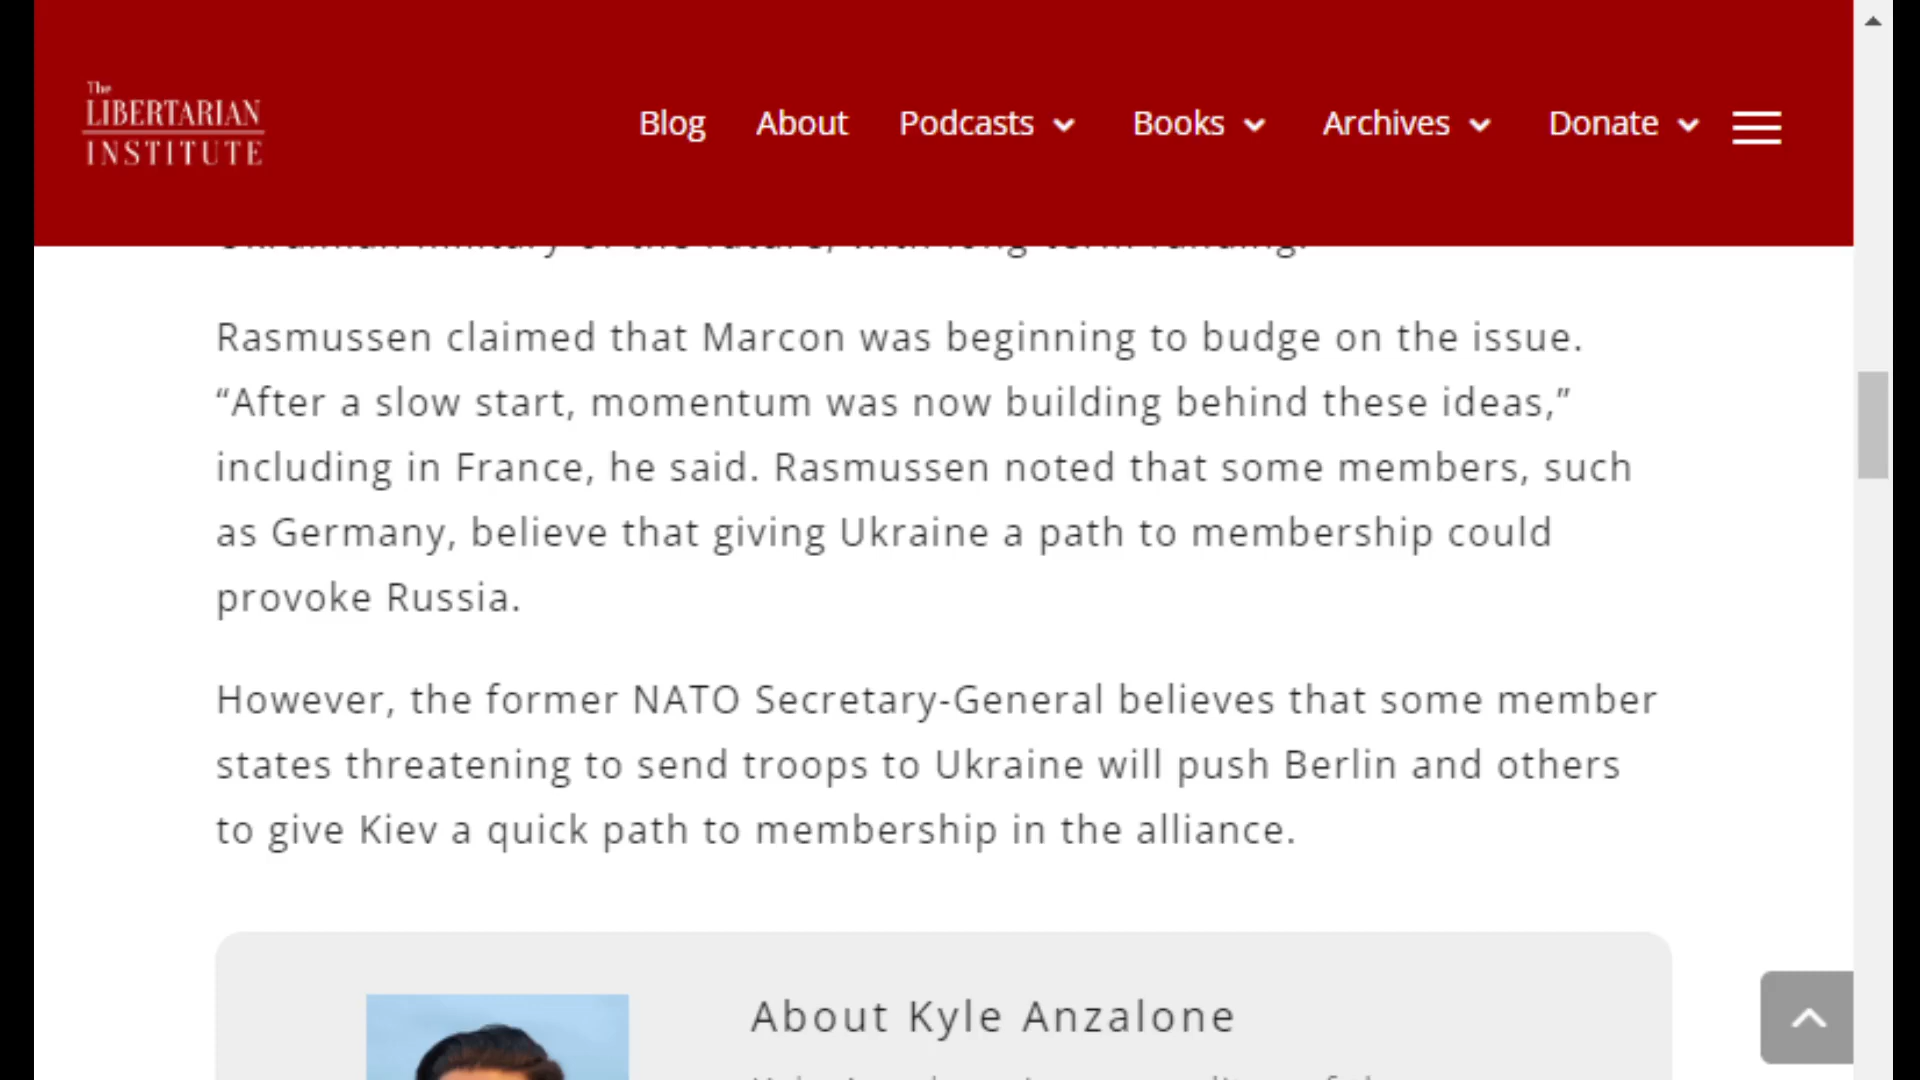 The
LIBERTARIAN
INSTITUTE
Blog About Podcasts Books Archives Donate
Rasmussen claimed that Marcon was beginning to budge on the issue.
“After a slow start, momentum was now building behind these ideas,”
including in France, he said. Rasmussen noted that some members, such
as Germany, believe that giving Ukraine a path to membership could
provoke Russia.
However, the former NATO Secretary-General believes that some member
states threatening to send troops to Ukraine will push Berlin and others
to give Kiev a quick path to membership in the alliance.
About Kyle Anzalone